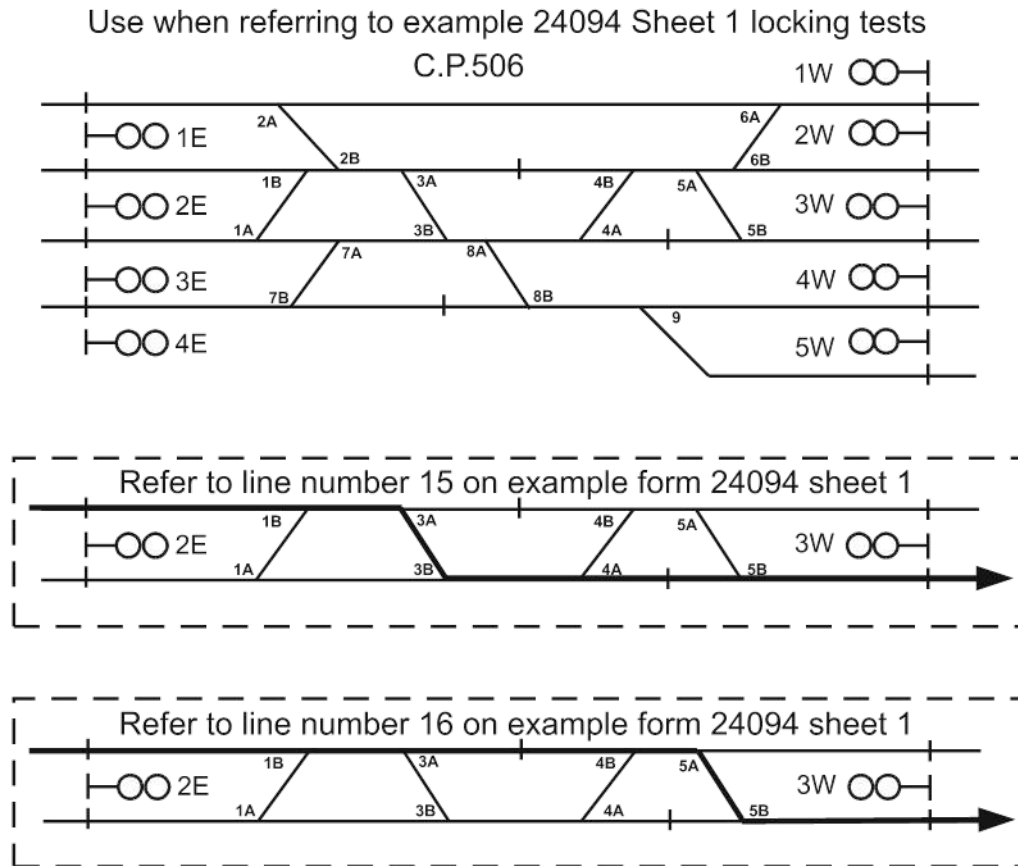 Use when referring to example 24094 Sheet 1 locking tests
C.P.506
1W
2A
6A
1E
2W
2B
6B
1B
3A
4B
5A
2E
3W
1A
3B
4A
5B
7A
8A
3E
4W
7B
8B
9
4E
5W
Refer to line number 15 on example form 24094 sheet 1
1B
3A
4B
5A
2E
3W
1A
3B
4A
5B
Refer to line number 16 on example form 24094 sheet 1
1B
3A
4B
5A
2E
3W
1A
3B
4A
5B